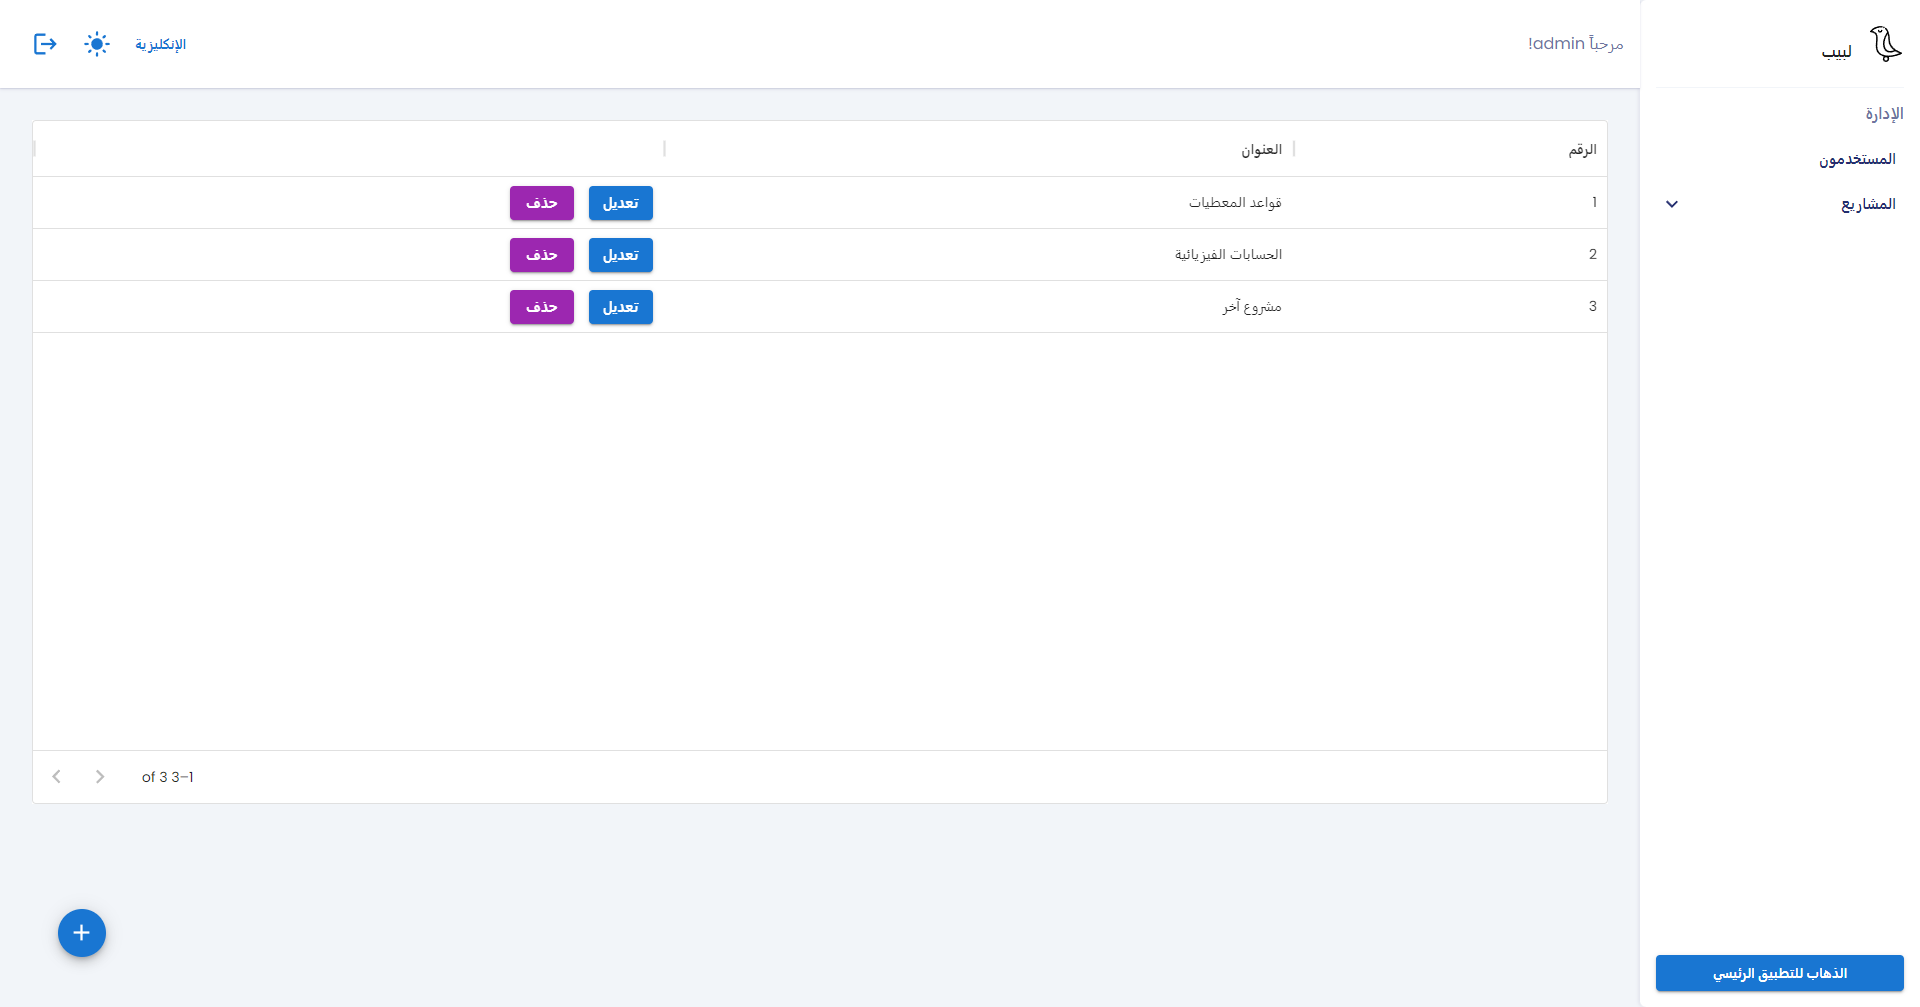 لبيب
الإدارة
المستخدمون
المشاريع
الذهاب للتطبيق الرئيسي
مرحباً admin!
الإنكليزية
الرقم العنوان
1 قواعد المعطيات تعديل حذف
2 الحسابات الفيزيائية تعديل حذف
3 مشروع آخر تعديل حذف
1–3 of 3